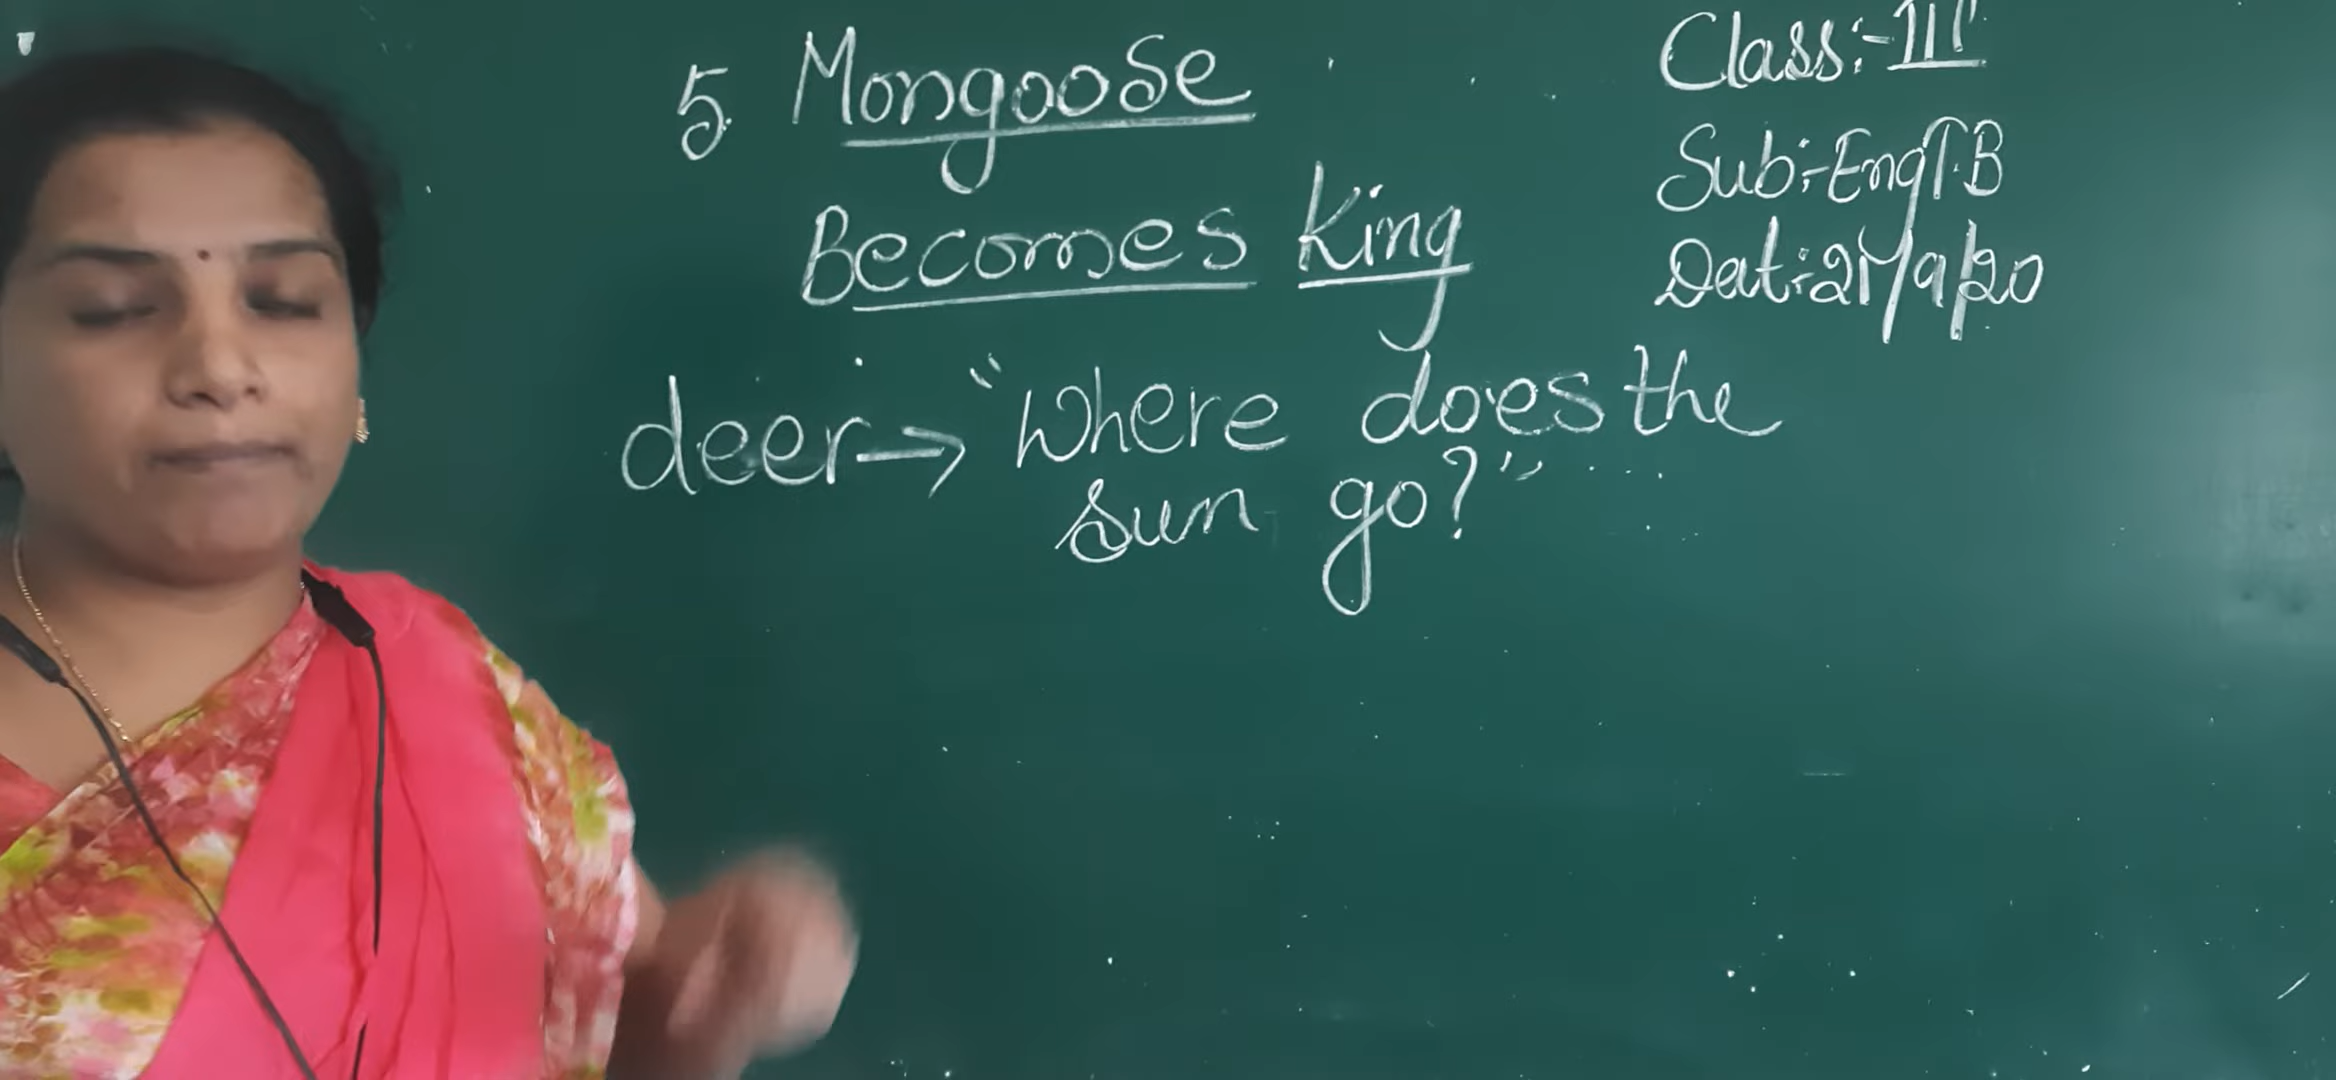 5. Mongoose
Becomes King
Class:-III
Sub:-Eng T.B
Dat:-21/9/20
deer→ "Where does the
sun go?"